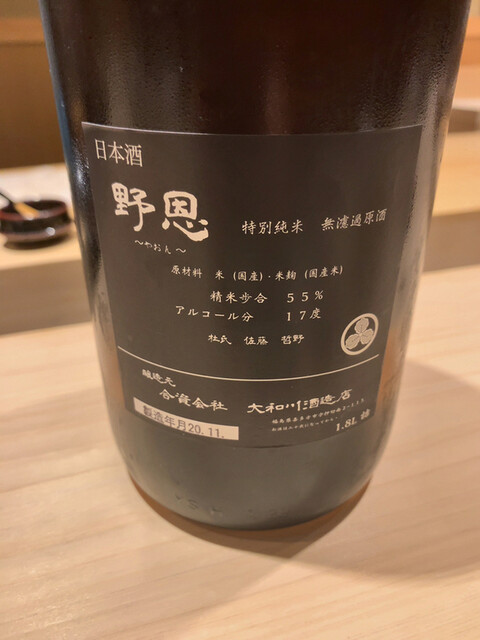 日本酒
野恩
～やおん～
特別純米 無濾過原酒
原材料 米 (国産)・米麹 (国産米)
精米歩合 55%
アルコール分 17度
杜氏 佐藤 哲野
醸造元
合資会社 大和川酒造店
製造年月20.11.
1.8L 詰